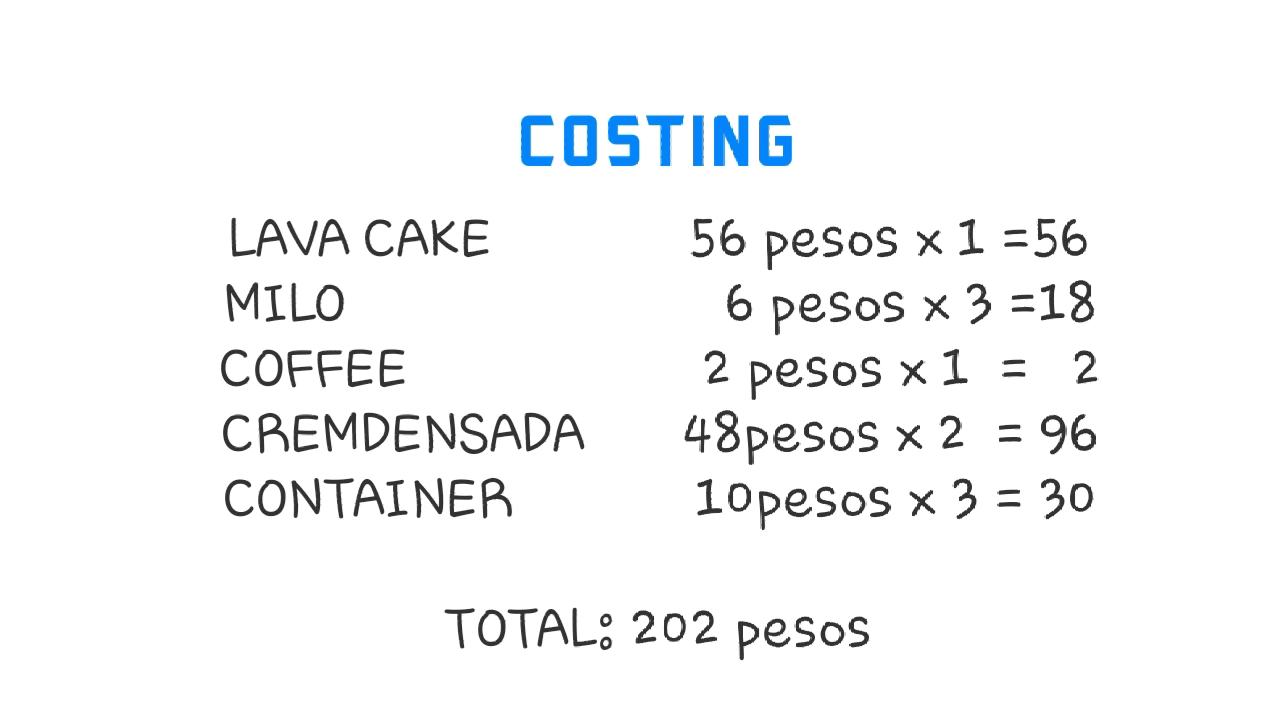 COSTING
LAVA CAKE 56 pesos x 1 =56
MILO 6 pesos x 3 =18
COFFEE 2 pesos x 1 = 2
CREMDENSADA 48pesos x 2 = 96
CONTAINER 10pesos x 3 = 30
TOTAL: 202 pesos